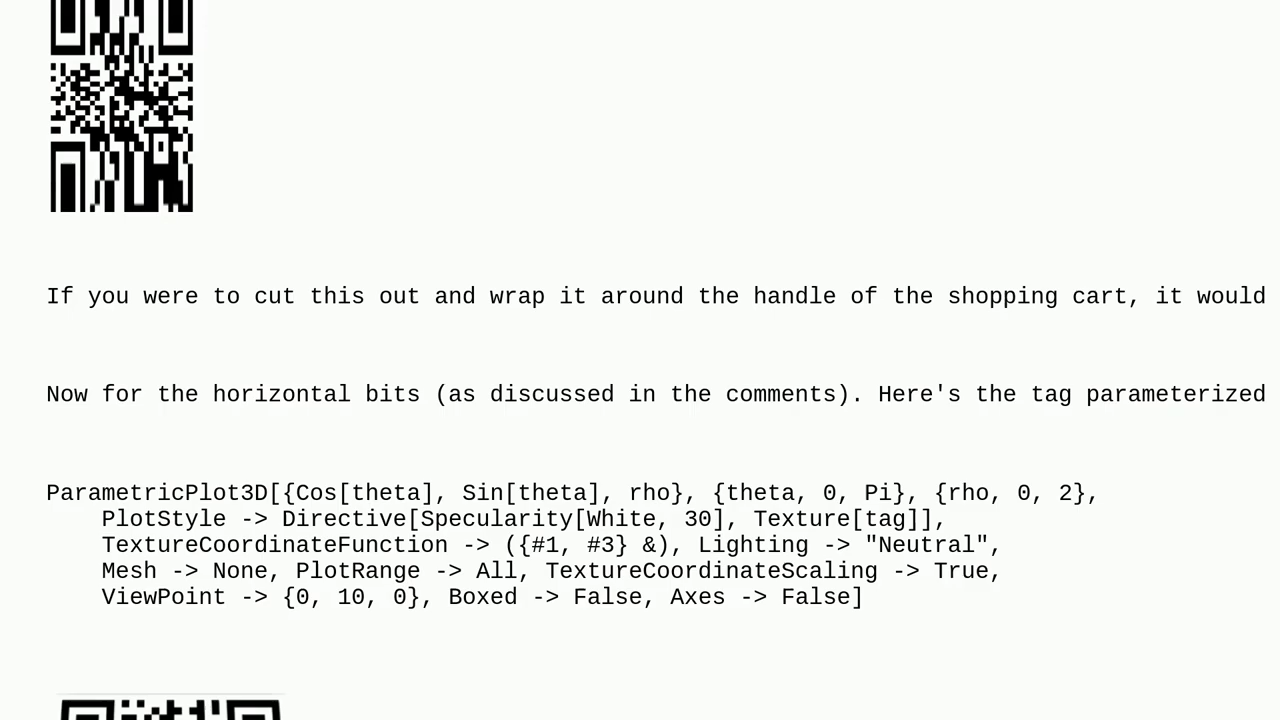 If you were to cut this out and wrap it around the handle of the shopping cart, it would
Now for the horizontal bits (as discussed in the comments). Here's the tag parameterized
ParametricPlot3D[{Cos[theta], Sin[theta], rho}, {theta, 0, Pi}, {rho, 0, 2},
    PlotStyle -> Directive[Specularity[White, 30], Texture[tag]],
    TextureCoordinateFunction -> ({#1, #3} &), Lighting -> "Neutral",
    Mesh -> None, PlotRange -> All, TextureCoordinateScaling -> True,
    ViewPoint -> {0, 10, 0}, Boxed -> False, Axes -> False]